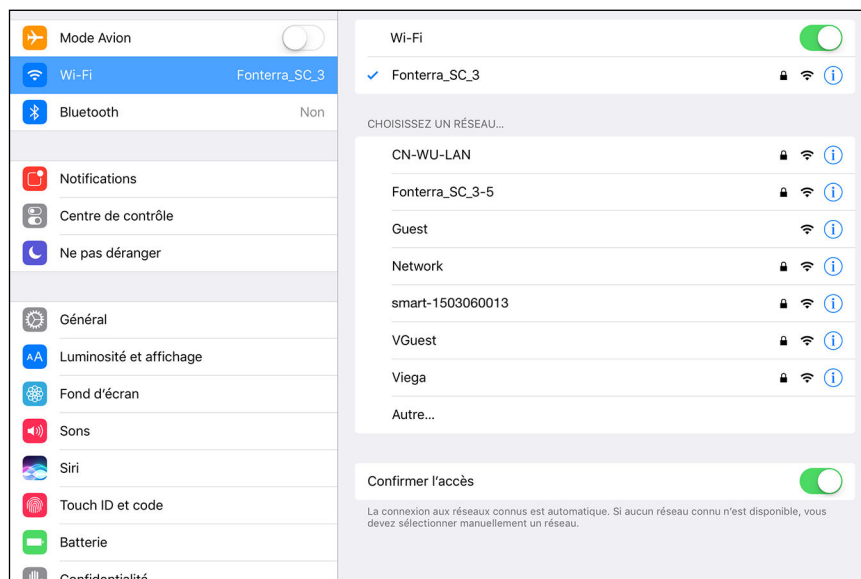 Mode Avion
Wi-Fi Fonterra_SC_3
Bluetooth Non
Notifications
Centre de contrôle
Ne pas déranger
Général
Luminosité et affichage
Fond d'écran
Sons
Siri
Touch ID et code
Batterie
Confidentialité
Wi-Fi
Fonterra_SC_3
CHOISISSEZ UN RÉSEAU...
CN-WU-LAN
Fonterra_SC_3-5
Guest
Network
smart-1503060013
VGuest
Viega
Autre...
Confirmer l'accès
La connexion aux réseaux connus est automatique. Si aucun réseau connu n'est disponible, vous
devez sélectionner manuellement un réseau.